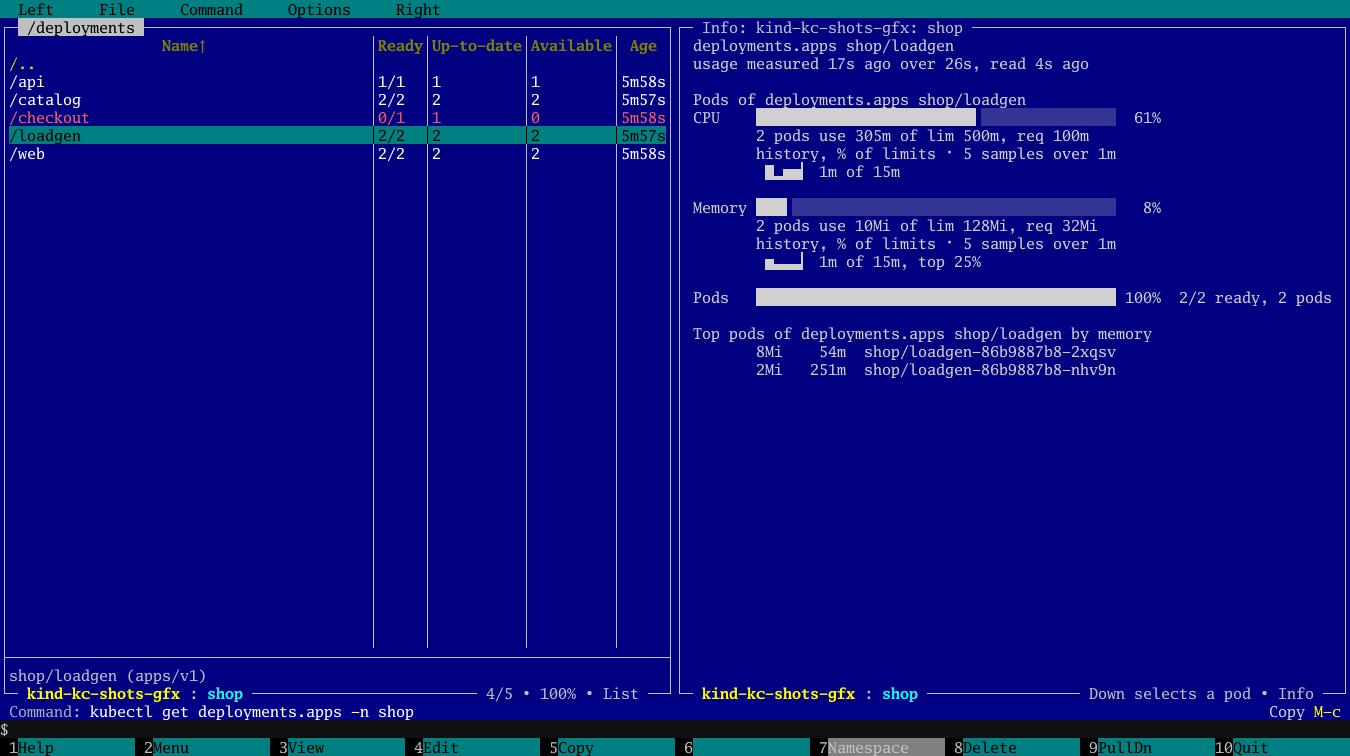 Left File Command Options Right
/deployments
Name↑ Ready Up-to-date Available Age
/..
/api 1/1 1 1 5m58s
/catalog 2/2 2 2 5m57s
/checkout 0/1 1 0 5m58s
/loadgen 2/2 2 2 5m57s
/web 2/2 2 2 5m58s
shop/loadgen (apps/v1)
kind-kc-shots-gfx : shop 4/5 • 100% • List
Info: kind-kc-shots-gfx: shop
deployments.apps shop/loadgen
usage measured 17s ago over 26s, read 4s ago
Pods of deployments.apps shop/loadgen
CPU 61%
2 pods use 305m of lim 500m, req 100m
history, % of limits · 5 samples over 1m
1m of 15m
Memory 8%
2 pods use 10Mi of lim 128Mi, req 32Mi
history, % of limits · 5 samples over 1m
1m of 15m, top 25%
Pods 100% 2/2 ready, 2 pods
Top pods of deployments.apps shop/loadgen by memory
8Mi 54m shop/loadgen-86b9887b8-2xqsv
2Mi 251m shop/loadgen-86b9887b8-nhv9n
kind-kc-shots-gfx : shop Down selects a pod • Info
Command: kubectl get deployments.apps -n shop Copy M-c
$
1Help 2Menu 3View 4Edit 5Copy 6 7Namespace 8Delete 9PullDn 10Quit